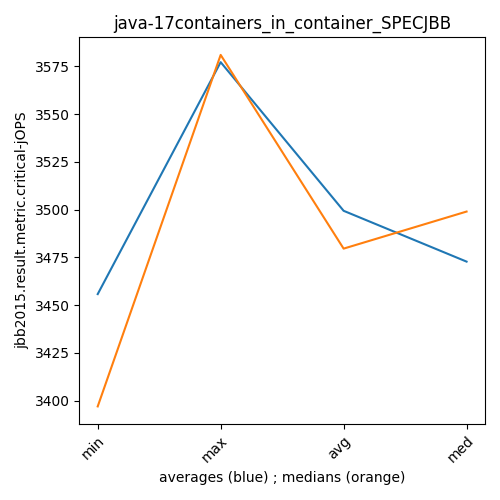 java-17containers_in_container_SPECJBB
jbb2015.result.metric.critical-jOPS
3575
3550
3525
3500
3475
3450
3425
3400
min
max
avg
med
averages (blue) ; medians (orange)